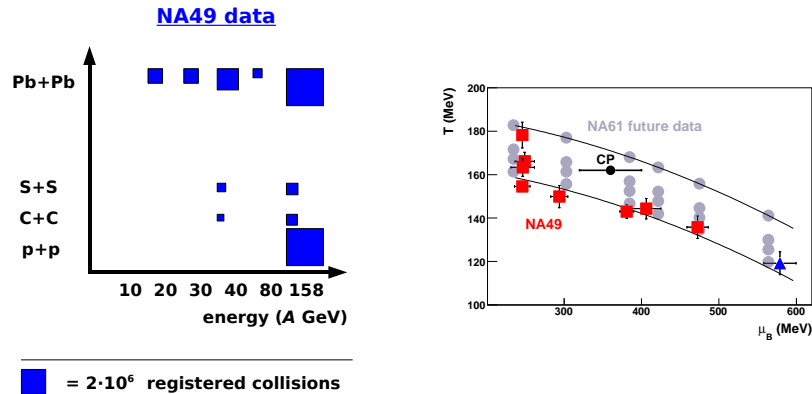 NA49 data
Pb+Pb
S+S
C+C
p+p
10 20 30 40 80 158
energy (A GeV)
= 2·10⁶ registered collisions
T (MeV)
200
180
160
140
120
100
NA61 future data
CP
NA49
300 400 500 600
μ_B (MeV)